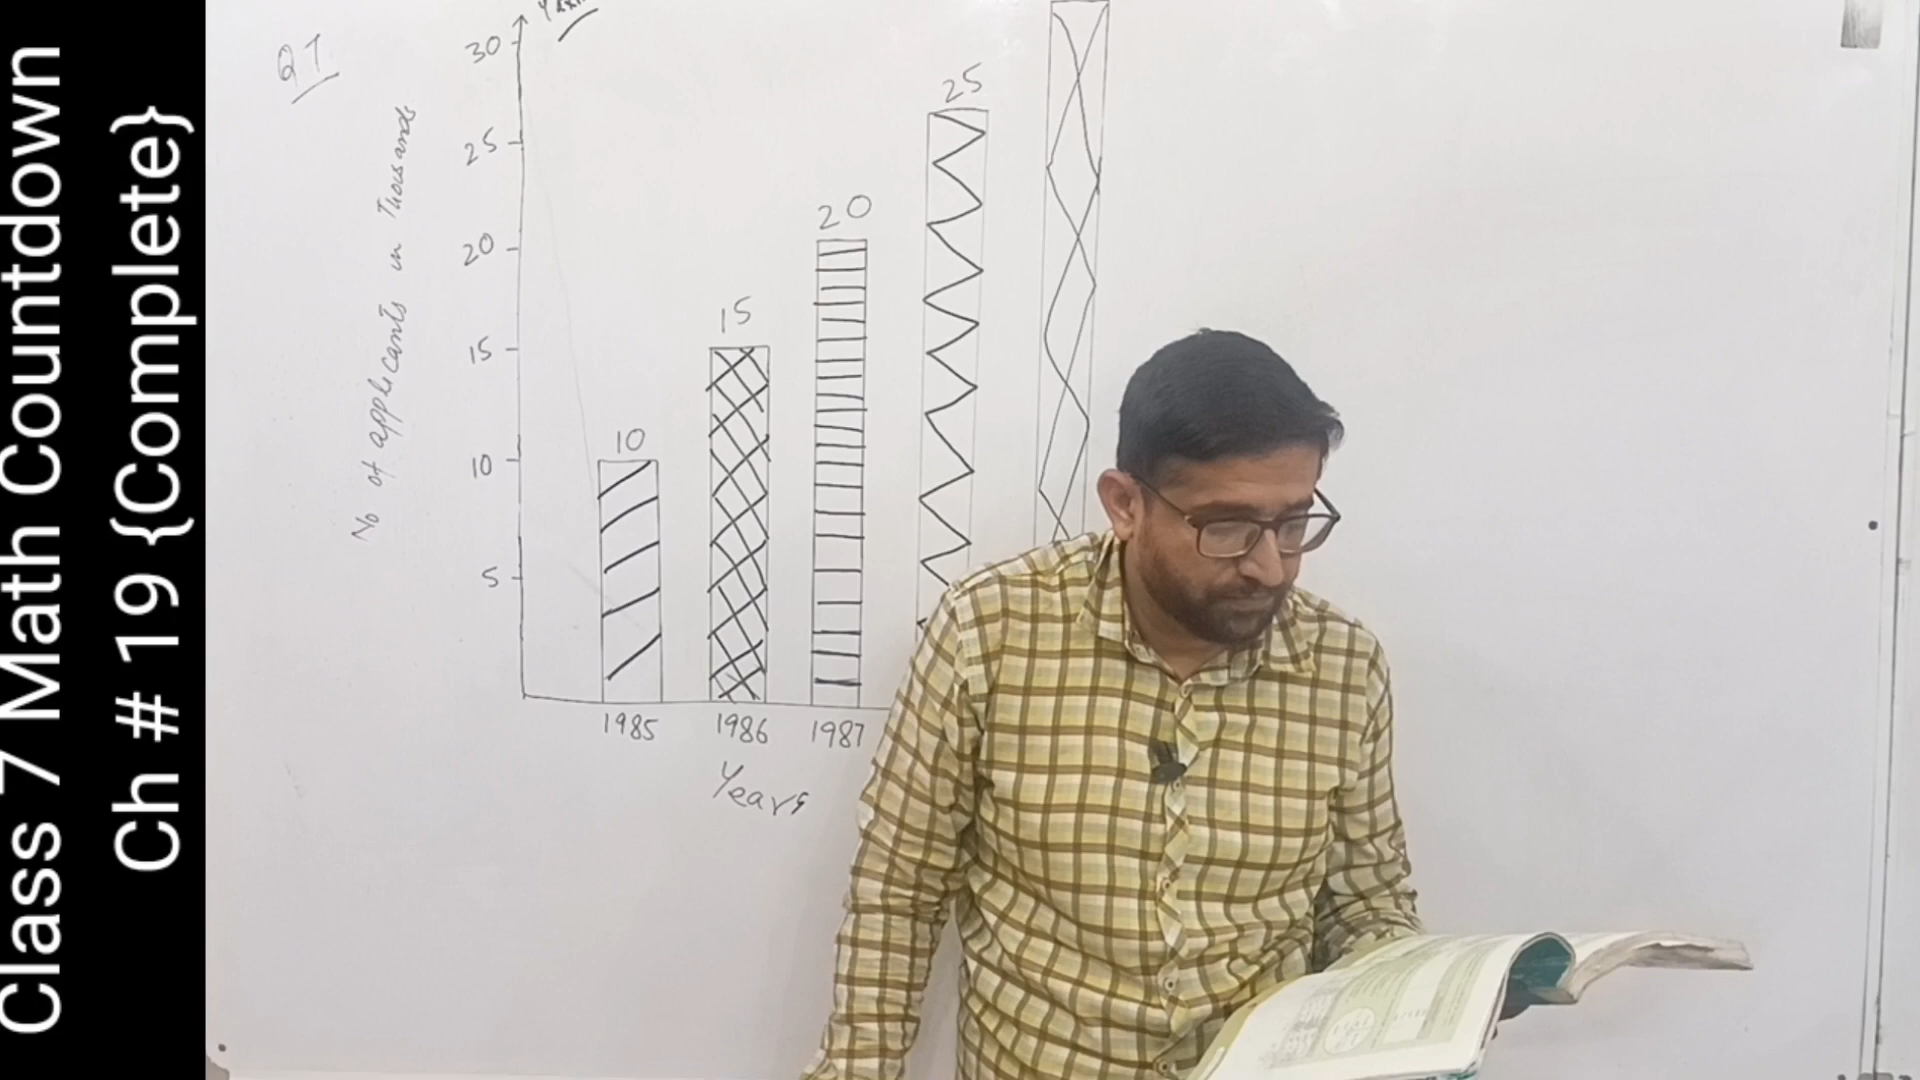 Class 7 Math Countdown
Ch # 19 {Complete}
Q 1
No of applicants in Thousands
30
25
20
15
10
5
10
15
20
25
1985
1986
1987
Years